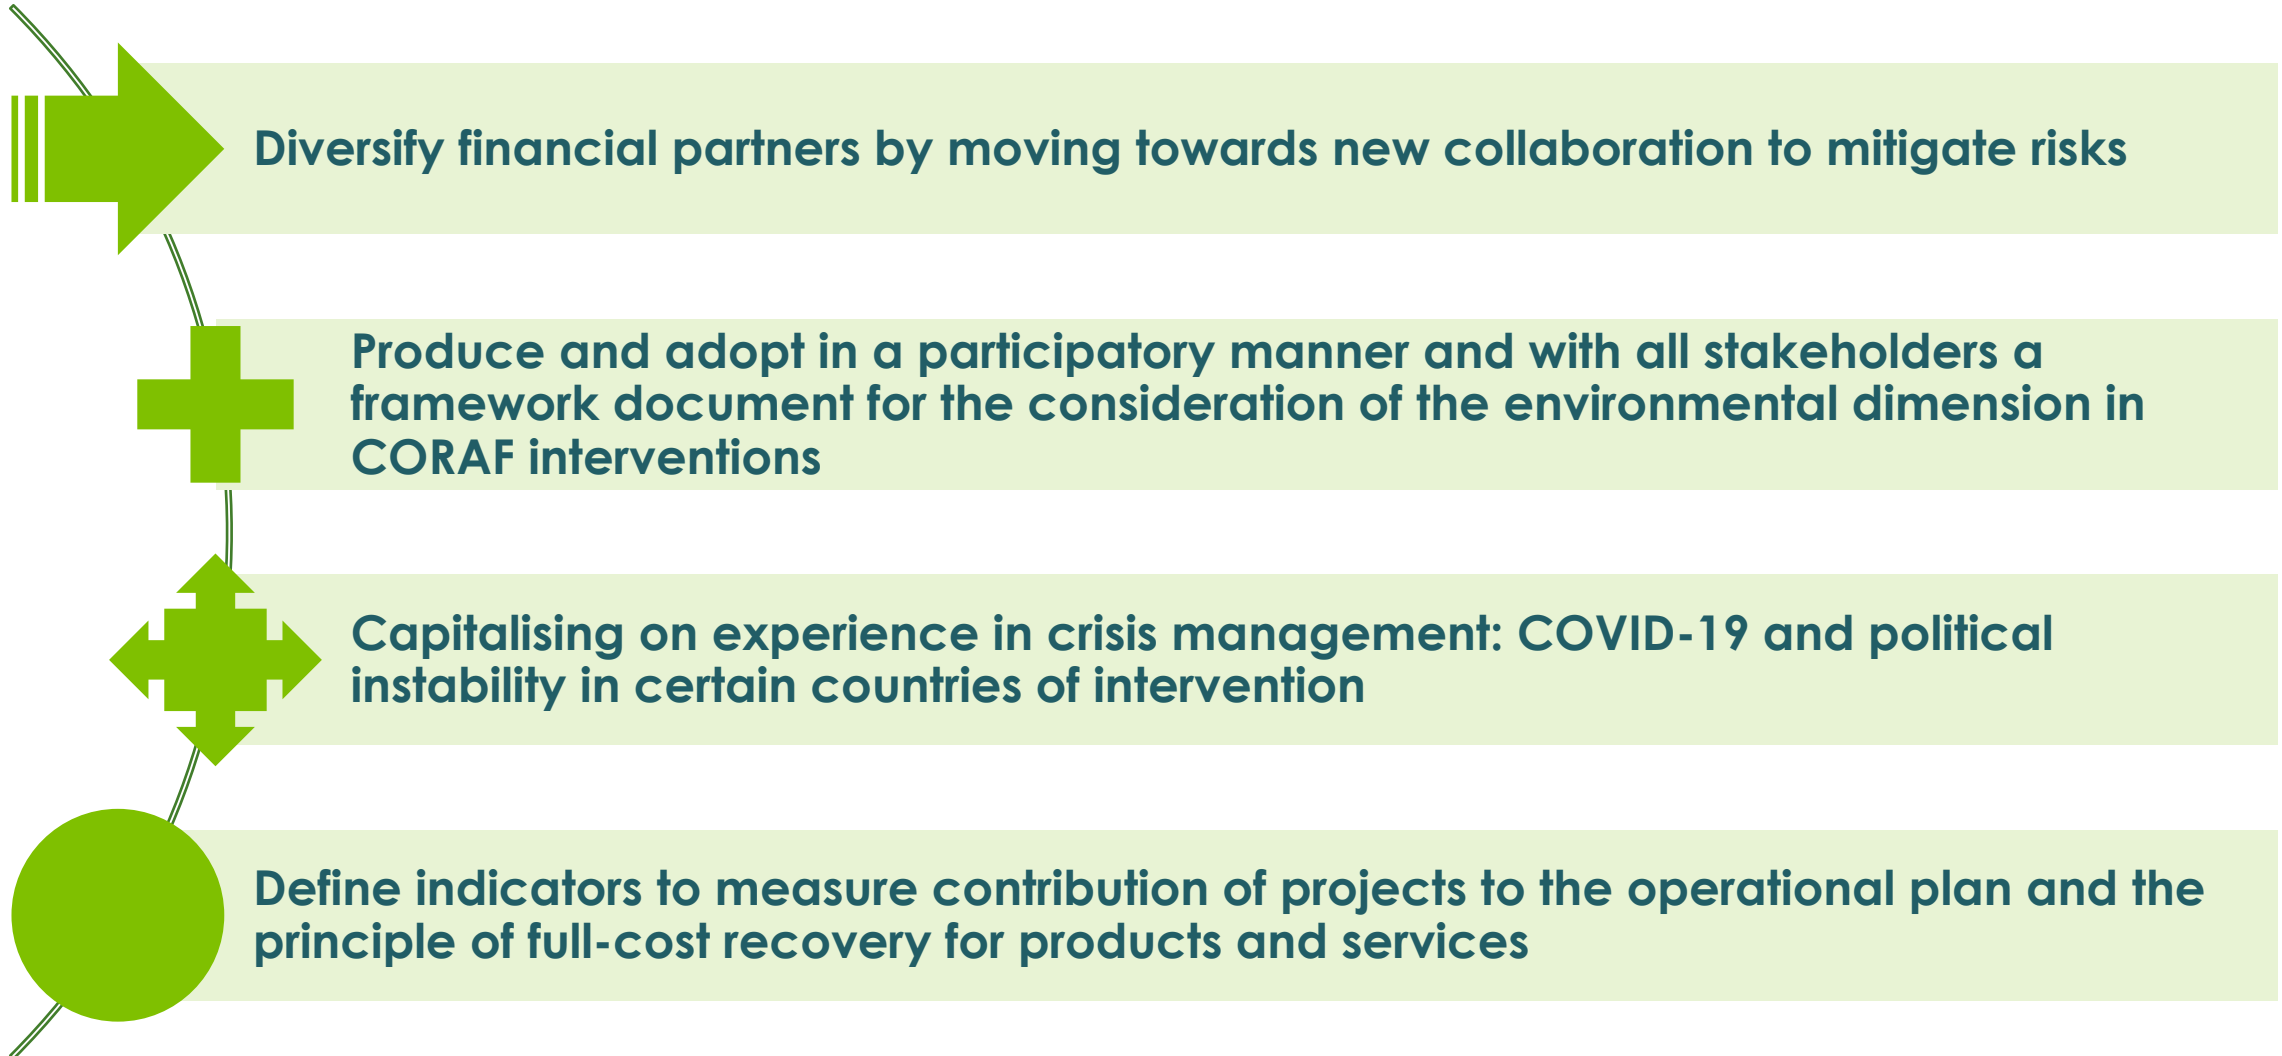 Diversify financial partners by moving towards new collaboration to mitigate risks
Produce and adopt in a participatory manner and with all stakeholders a
framework document for the consideration of the environmental dimension in
CORAF interventions
Capitalising on experience in crisis management: COVID-19 and political
instability in certain countries of intervention
Define indicators to measure contribution of projects to the operational plan and the
principle of full-cost recovery for products and services